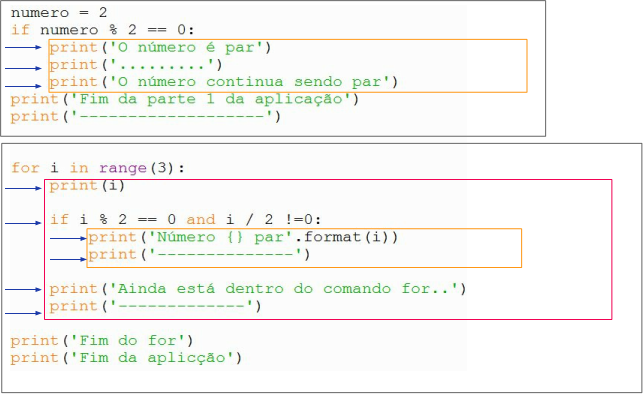 numero = 2
if numero % 2 == 0:
    print('O número é par')
    print('.........')
    print('O número continua sendo par')
print('Fim da parte 1 da aplicação')
print('-------------------')
for i in range(3):
    print(i)
    if i % 2 == 0 and i / 2 !=0:
        print('Número {} par'.format(i))
        print('--------------')
    print('Ainda está dentro do comando for..')
    print('-------------')
print('Fim do for')
print('Fim da aplicção')